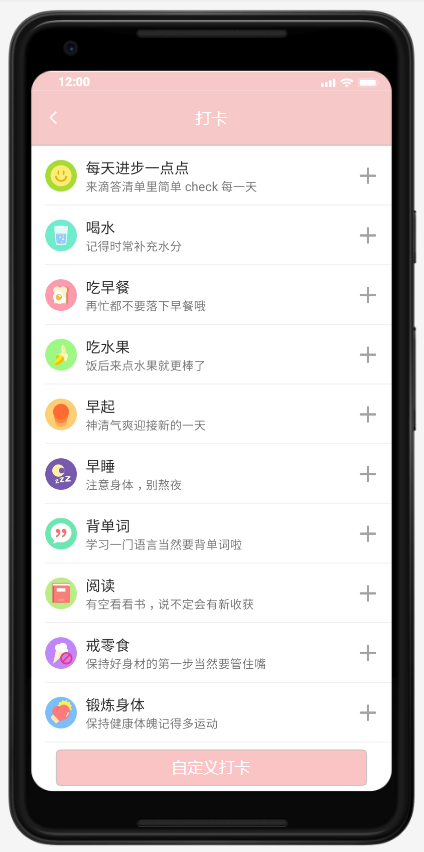 12:00
打卡
每天进步一点点
来滴答清单里简单 check 每一天
喝水
记得时常补充水分
吃早餐
再忙都不要落下早餐哦
吃水果
饭后来点水果就更棒了
早起
神清气爽迎接新的一天
早睡
zzz
注意身体，别熬夜
背单词
学习一门语言当然要背单词啦
阅读
有空看看书，说不定会有新收获
戒零食
保持好身材的第一步当然要管住嘴
锻炼身体
保持健康体魄记得多运动
自定义打卡